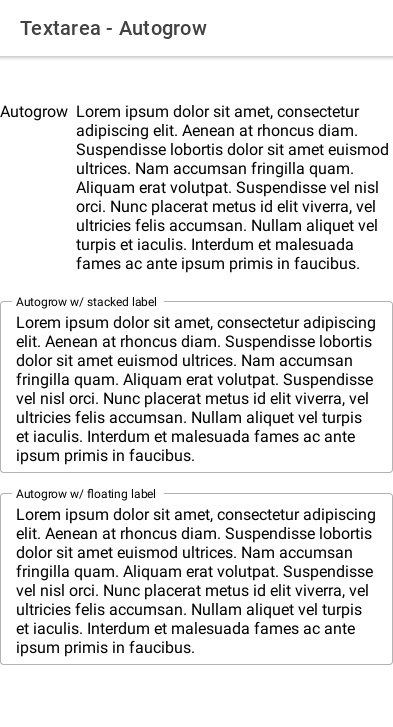 Textarea - Autogrow
Autogrow Lorem ipsum dolor sit amet, consectetur
adipiscing elit. Aenean at rhoncus diam.
Suspendisse lobortis dolor sit amet euismod
ultrices. Nam accumsan fringilla quam.
Aliquam erat volutpat. Suspendisse vel nisl
orci. Nunc placerat metus id elit viverra, vel
ultricies felis accumsan. Nullam aliquet vel
turpis et iaculis. Interdum et malesuada
fames ac ante ipsum primis in faucibus.
Autogrow w/ stacked label
Lorem ipsum dolor sit amet, consectetur adipiscing
elit. Aenean at rhoncus diam. Suspendisse lobortis
dolor sit amet euismod ultrices. Nam accumsan
fringilla quam. Aliquam erat volutpat. Suspendisse
vel nisl orci. Nunc placerat metus id elit viverra, vel
ultricies felis accumsan. Nullam aliquet vel turpis
et iaculis. Interdum et malesuada fames ac ante
ipsum primis in faucibus.
Autogrow w/ floating label
Lorem ipsum dolor sit amet, consectetur adipiscing
elit. Aenean at rhoncus diam. Suspendisse lobortis
dolor sit amet euismod ultrices. Nam accumsan
fringilla quam. Aliquam erat volutpat. Suspendisse
vel nisl orci. Nunc placerat metus id elit viverra, vel
ultricies felis accumsan. Nullam aliquet vel turpis
et iaculis. Interdum et malesuada fames ac ante
ipsum primis in faucibus.